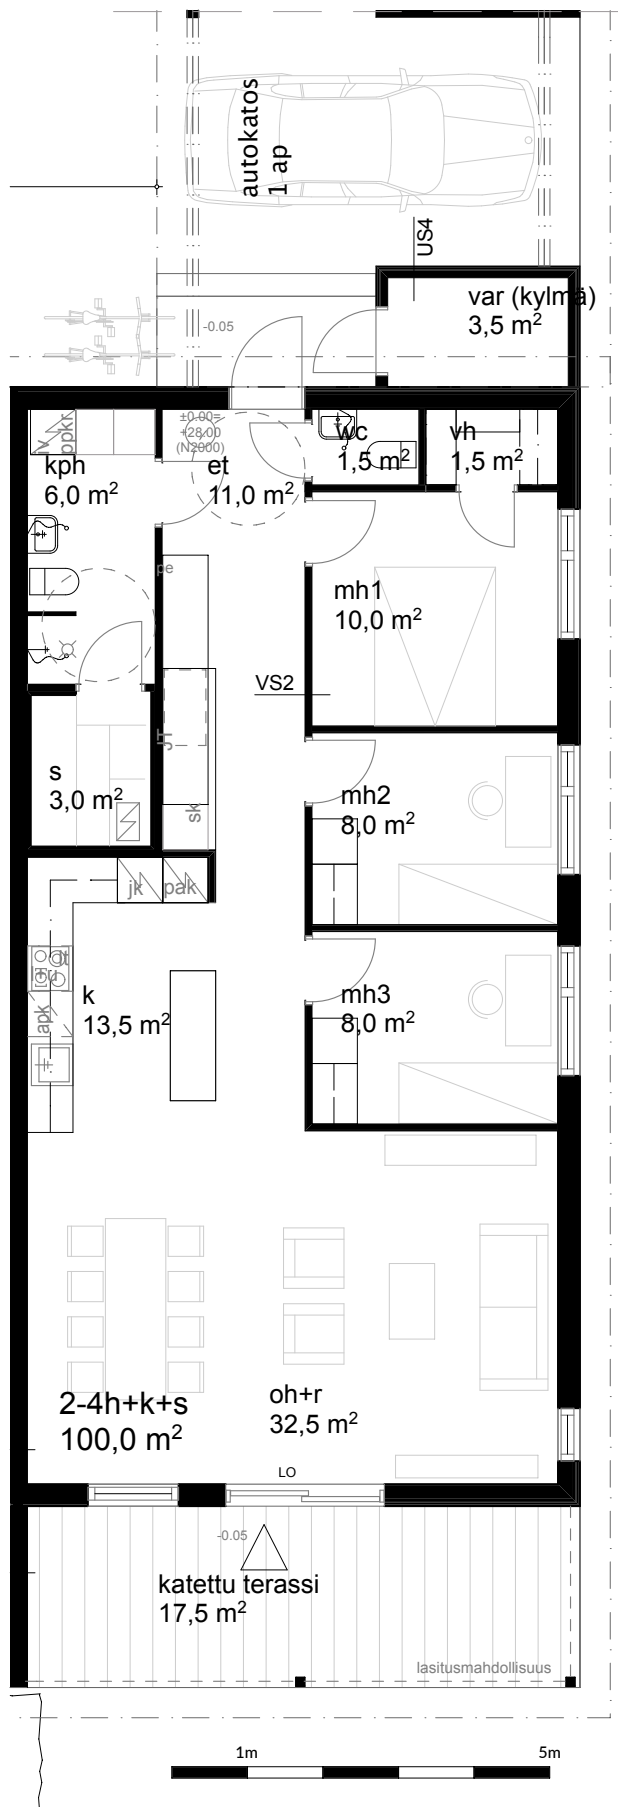 autokatos
1 ap
US4
var (kylmä)
3,5 m²
-0.05
±0.00=
+28.00
(N2000)
ppkr
kph
6,0 m²
et
11,0 m²
wc
1,5 m²
vh
1,5 m²
pe
mh1
10,0 m²
VS2
JT
s
3,0 m²
sk
mh2
8,0 m²
jk
pak
k
13,5 m²
apk
mh3
8,0 m²
2-4h+k+s
100,0 m²
oh+r
32,5 m²
LO
-0.05
katettu terassi
17,5 m²
lasitusmahdollisuus
1m
5m